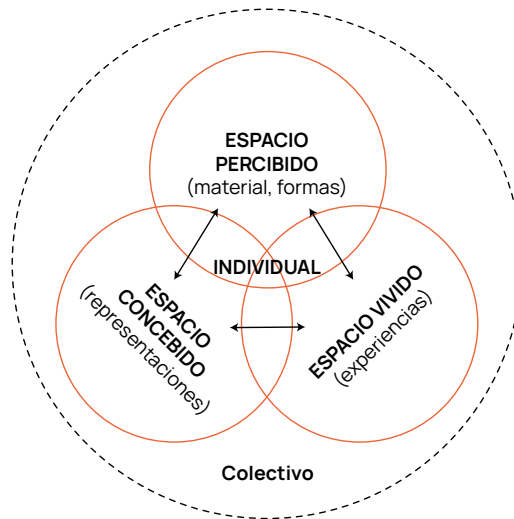 ESPACIO
PERCIBIDO
(material, formas)
INDIVIDUAL
ESPACIO
CONCEBIDO
(representaciones)
ESPACIO VIVIDO
(experiencias)
Colectivo